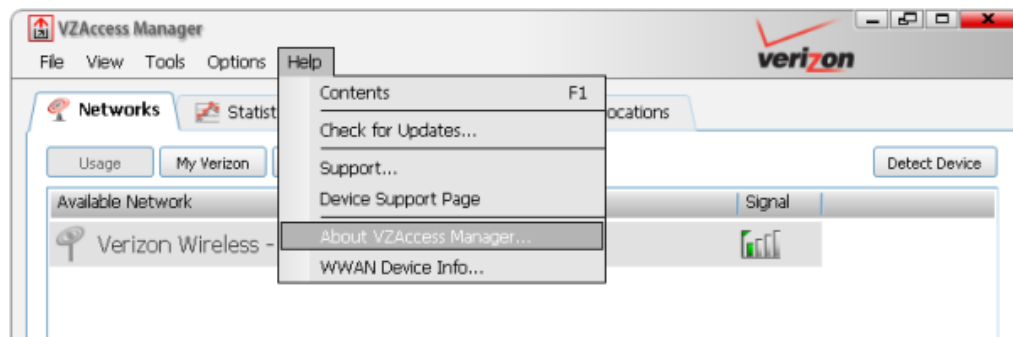 VZAccess Manager
verizon
File View Tools Options Help
Contents F1
Networks Statist ocations
Check for Updates...
Usage My Verizon Support... Detect Device
Device Support Page
Available Network Signal
About VZAccess Manager...
Verizon Wireless -
WWAN Device Info...